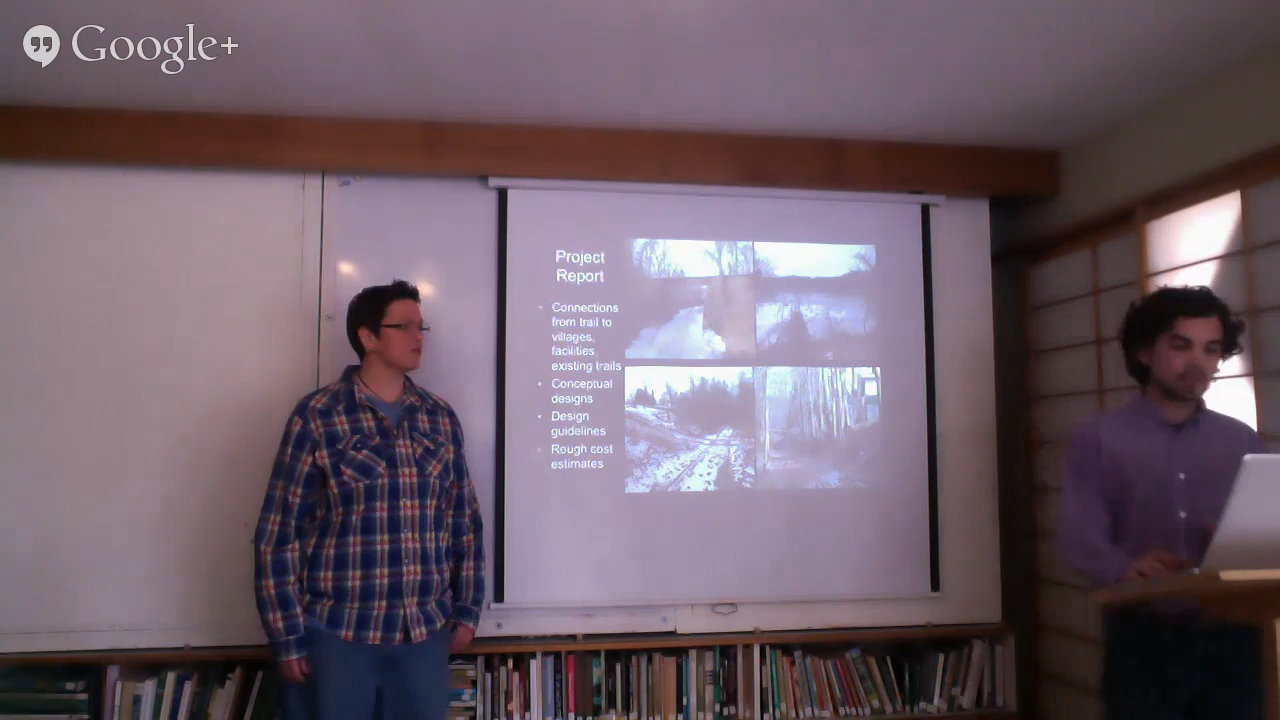 Google+
Project
Report
Connections
from trail to
villages,
facilities,
existing trails
Conceptual
designs
Design
guidelines
Rough cost
estimates